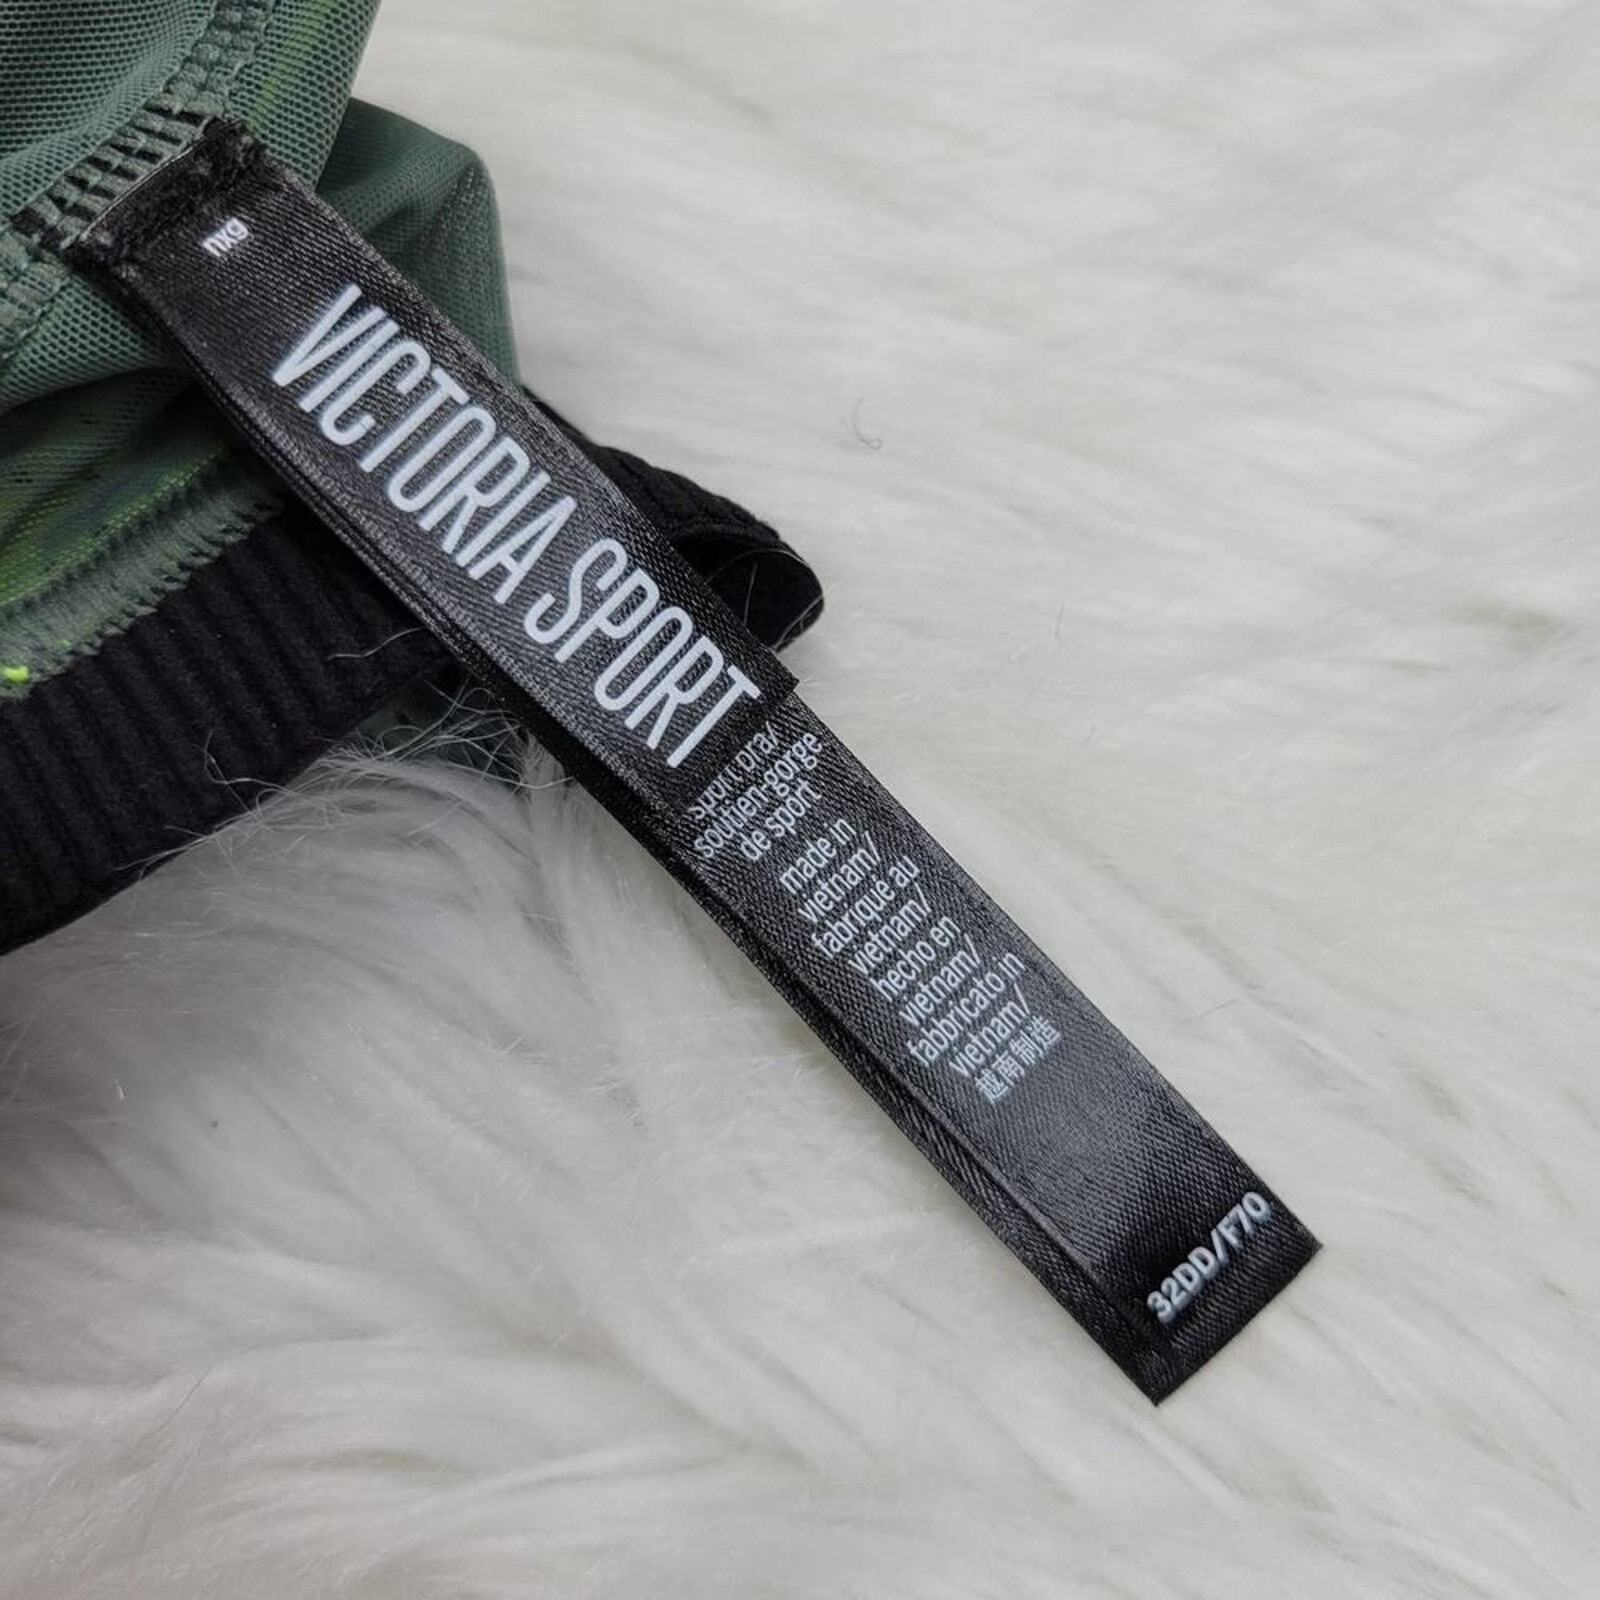 nxg
VICTORIA SPORT
sport bra/
soutien-gorge
de sport
made in
vietnam/
fabriqué au
vietnam/
hecho en
vietnam/
fabbricato in
vietnam/
越南制造
32DD/F70